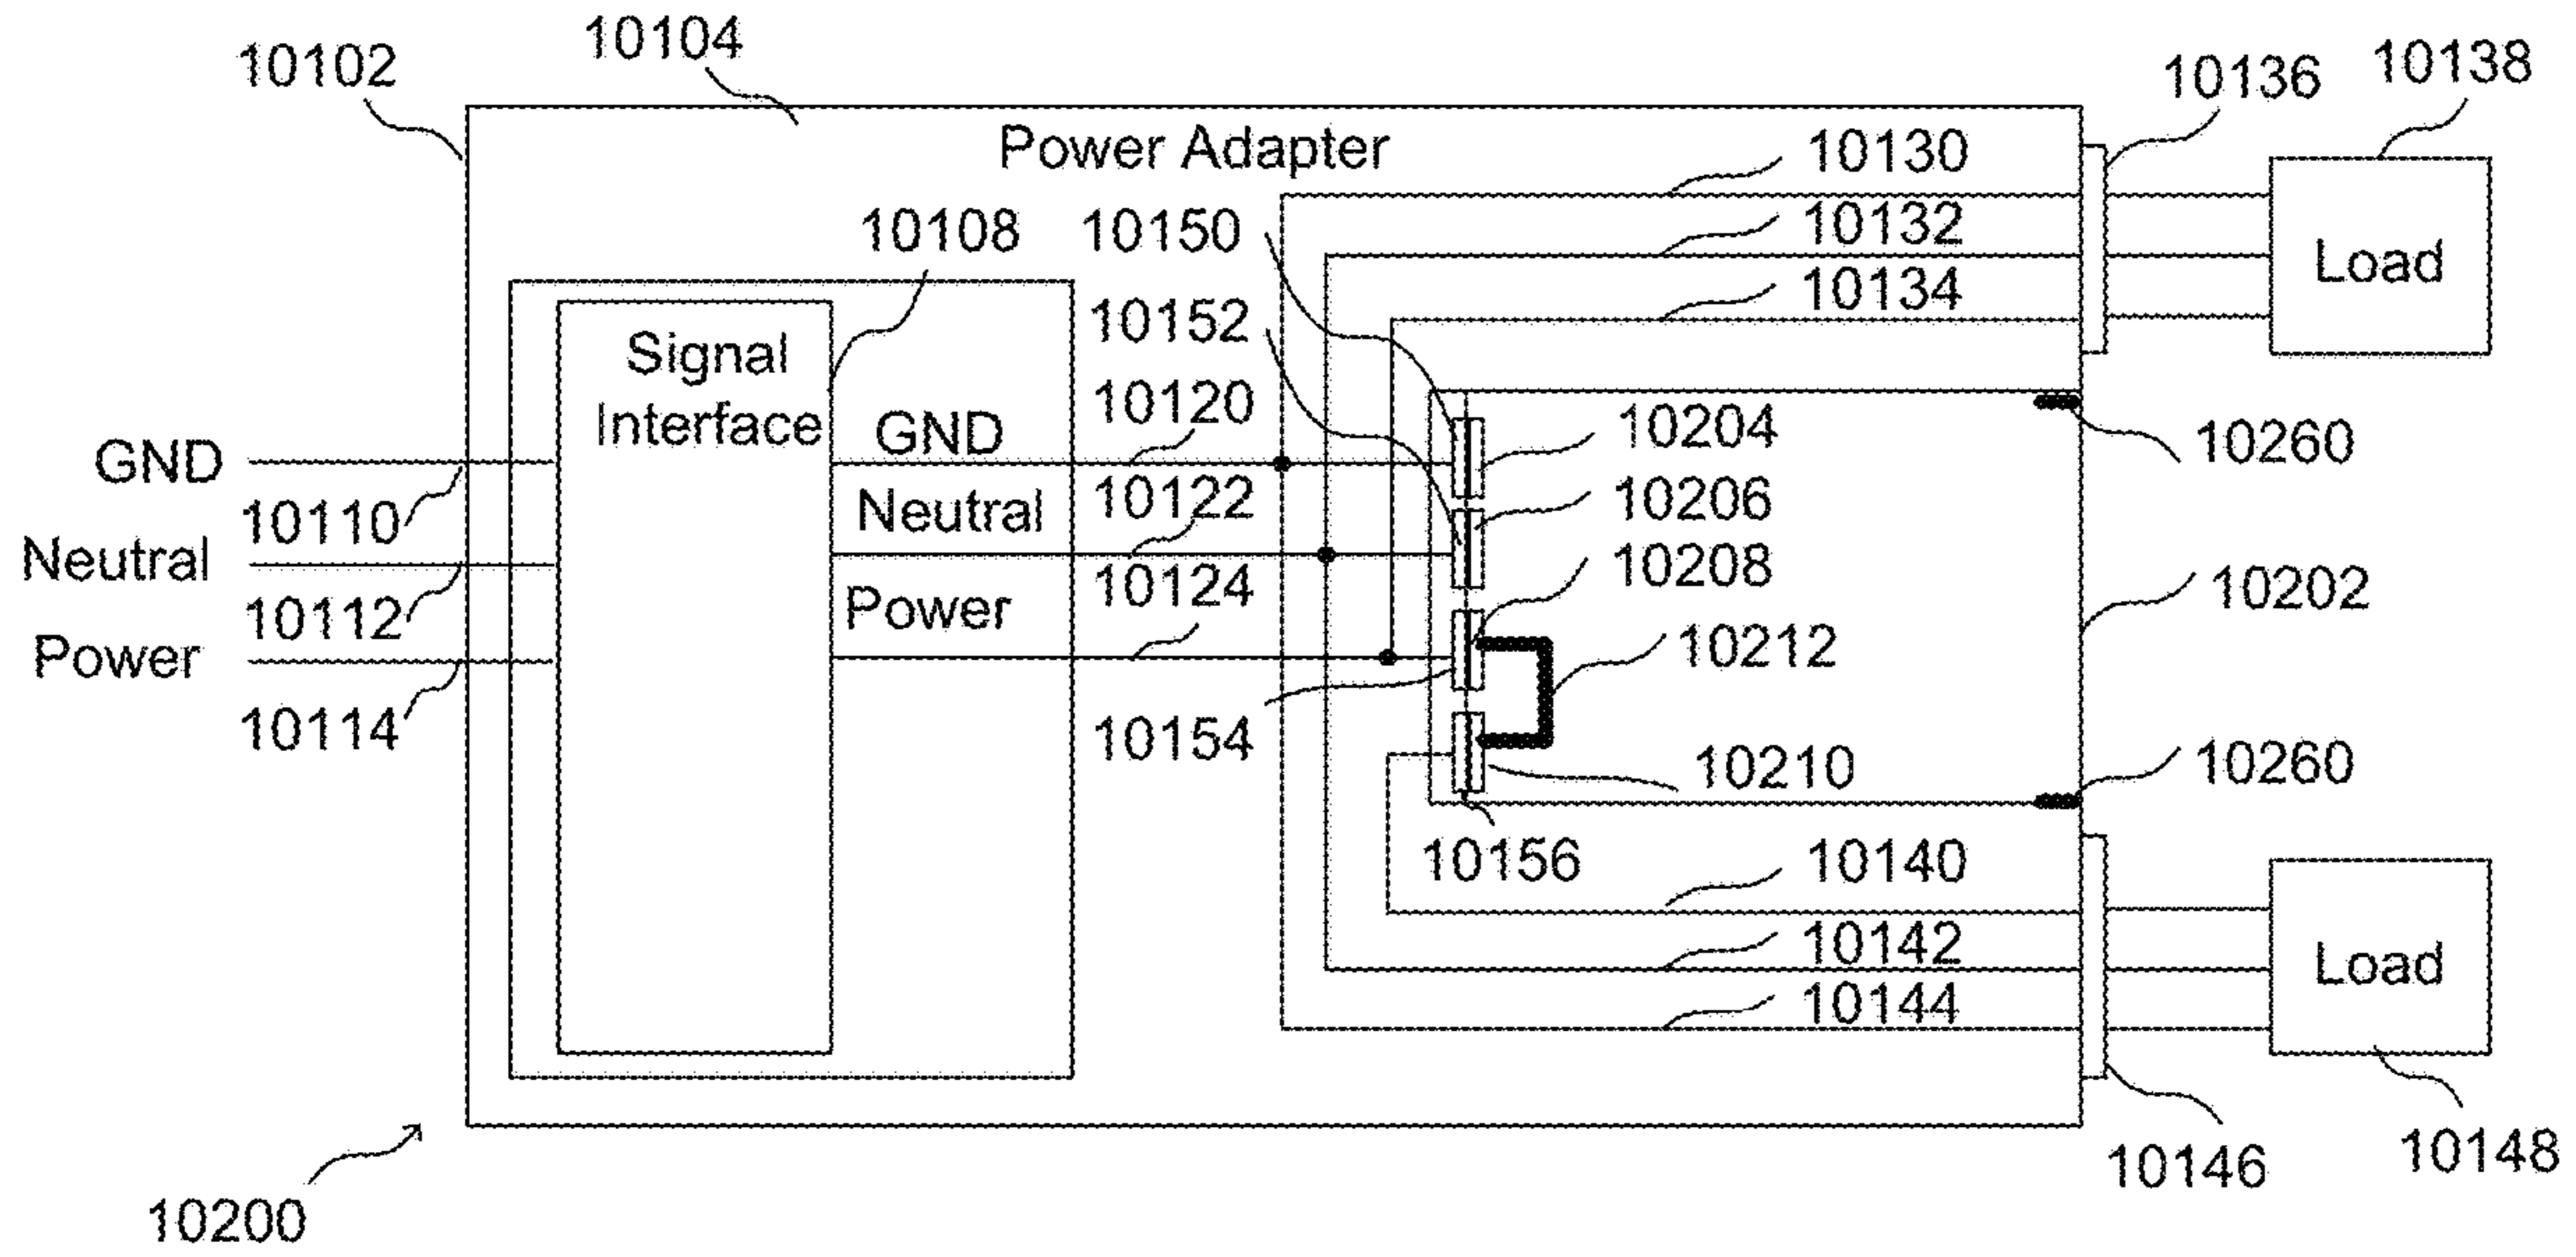 10102
10104
10136
10138
Power Adapter
10130
10150
10108
10132
Load
10134
10152
Signal
Interface
10120
GND
10204
10260
GND
10122
10206
10110
Neutral
10208
Neutral
10124
10202
10112
Power
10212
Power
10114
10154
10210
10260
10156
10140
10142
Load
10144
10146
10148
10200